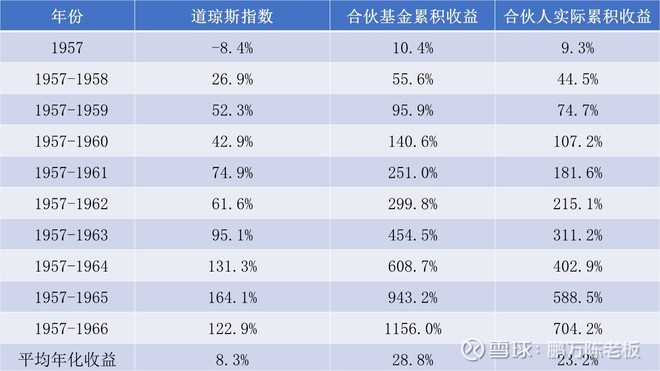 年份 道琼斯指数 合伙基金累积收益 合伙人实际累积收益
1957 -8.4% 10.4% 9.3%
1957-1958 26.9% 55.6% 44.5%
1957-1959 52.3% 95.9% 74.7%
1957-1960 42.9% 140.6% 107.2%
1957-1961 74.9% 251.0% 181.6%
1957-1962 61.6% 299.8% 215.1%
1957-1963 95.1% 454.5% 311.2%
1957-1964 131.3% 608.7% 402.9%
1957-1965 164.1% 943.2% 588.5%
1957-1966 122.9% 1156.0% 704.2%
平均年化收益 8.3% 28.8% 23.2%
雪球：鹏万陈老板